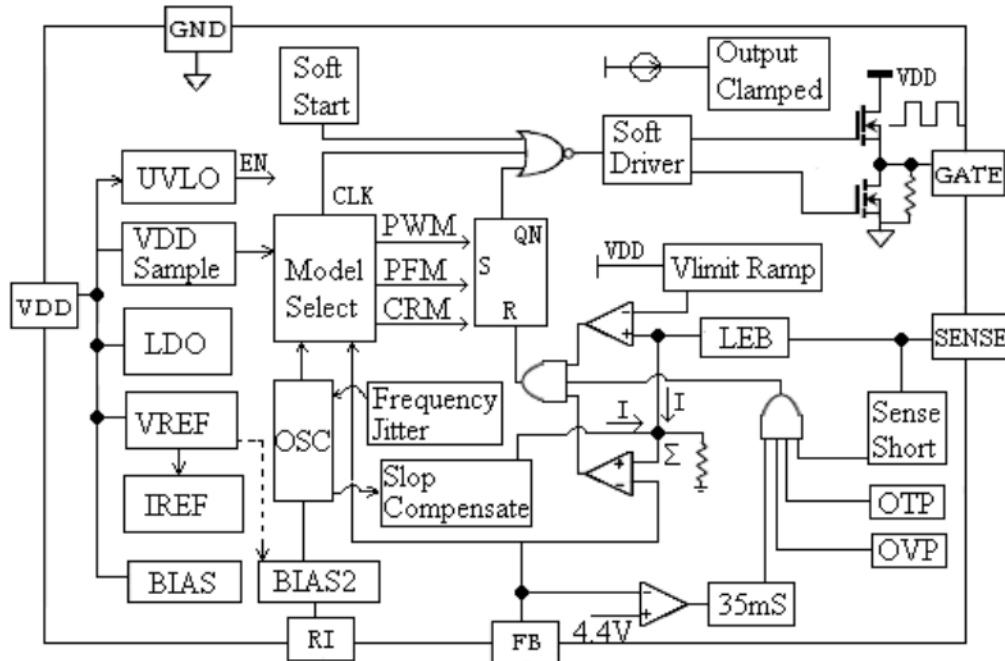 GND
Soft
Start
Output
Clamped
VDD
Soft
Driver
GATE
UVLO
EN
CLK
VDD
Sample
Model
Select
PWM
PFM
CRM
S
QN
R
VDD
Vlimit Ramp
VDD
LDO
LEB
SENSE
VREF
OSC
Frequency
Jitter
I
I
Σ
Sense
Short
IREF
Slop
Compensate
OTP
OVP
BIAS
BIAS2
35mS
4.4V
RI
FB